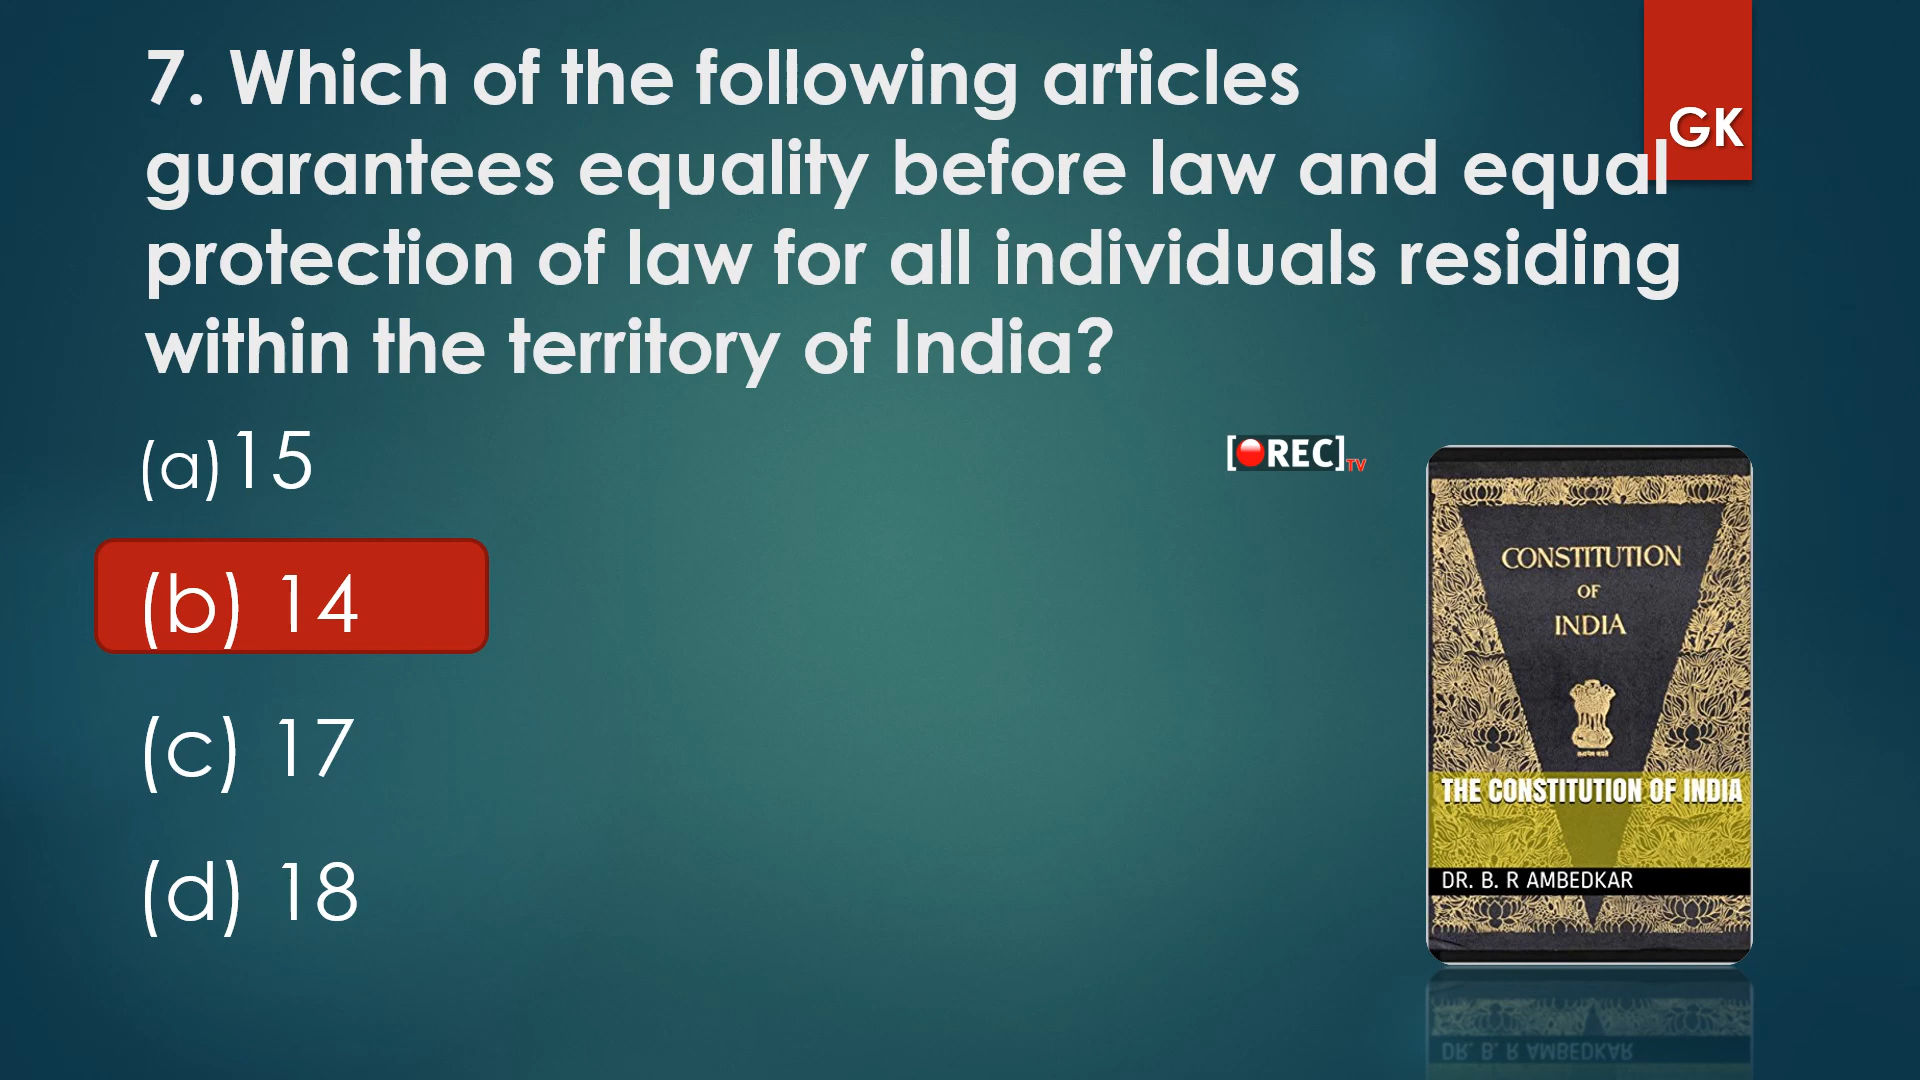 7. Which of the following articles
guarantees equality before law and equal
protection of law for all individuals residing
within the territory of India?
GK
(a) 15
(b) 14
(c) 17
(d) 18
[REC]TV
CONSTITUTION
OF
INDIA
THE CONSTITUTION OF INDIA
DR. B. R AMBEDKAR